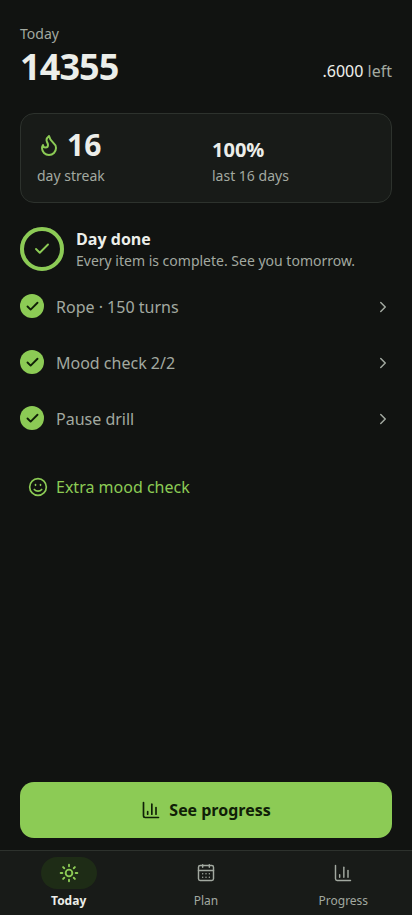 Today
14355
.6000 left
16
day streak
100%
last 16 days
Day done
Every item is complete. See you tomorrow.
Rope · 150 turns
Mood check 2/2
Pause drill
Extra mood check
See progress
Today
Plan
Progress